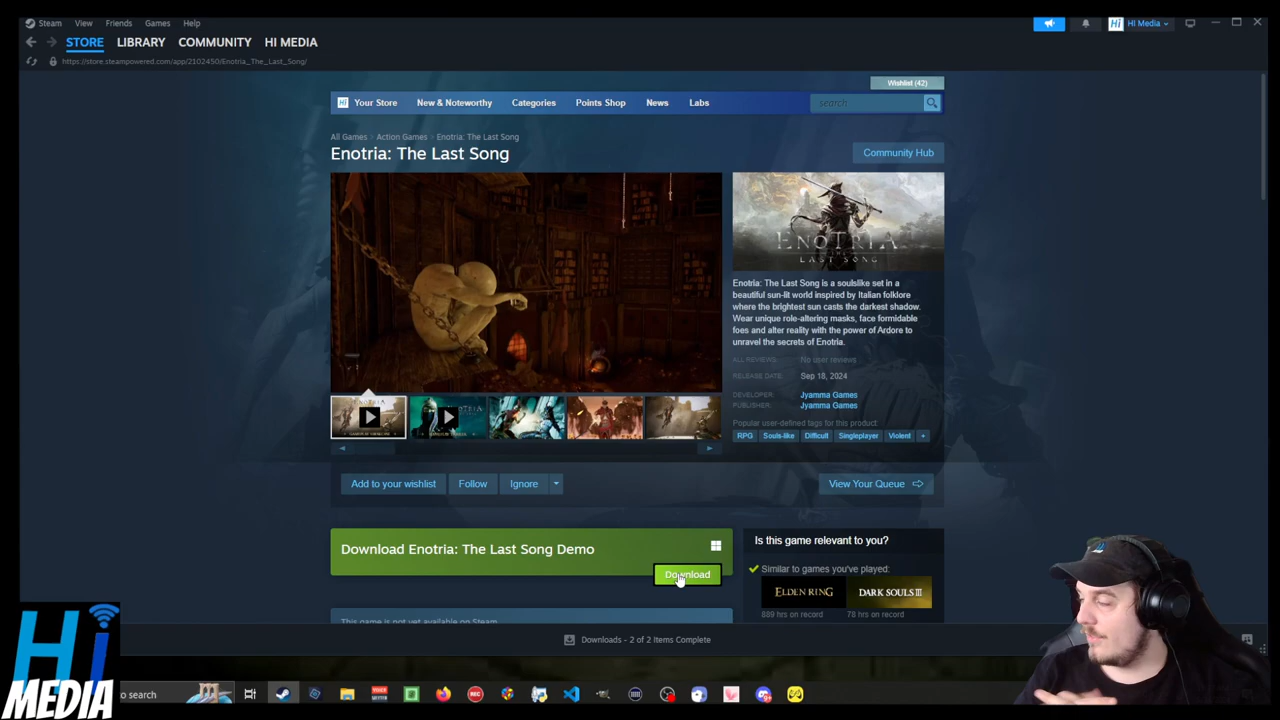 Steam View Friends Games Help
Hi HI Media
STORE LIBRARY COMMUNITY HI MEDIA
https://store.steampowered.com/app/2102450/Enotria_The_Last_Song/
Wishlist (42)
Hi Your Store New & Noteworthy Categories Points Shop News Labs
search
All Games > Action Games > Enotria: The Last Song
Enotria: The Last Song
Community Hub
ENOTRIA
LAST SONG
Enotria: The Last Song is a soulslike set in a
beautiful sun-lit world inspired by Italian folklore
where the brightest sun casts the darkest shadow.
Wear unique role-altering masks, face formidable
foes and alter reality with the power of Ardore to
unravel the secrets of Enotria.
ALL REVIEWS: No user reviews
RELEASE DATE: Sep 18, 2024
DEVELOPER: Jyamma Games
PUBLISHER: Jyamma Games
Popular user-defined tags for this product:
RPG Souls-like Difficult Singleplayer Violent +
Add to your wishlist Follow Ignore
View Your Queue
Download Enotria: The Last Song Demo
Download
Is this game relevant to you?
Similar to games you've played:
ELDEN RING DARK SOULS III
689 hrs on record 78 hrs on record
This game is not yet available on Steam
Downloads - 2 of 2 Items Complete
Hi
MEDIA
o search
REC